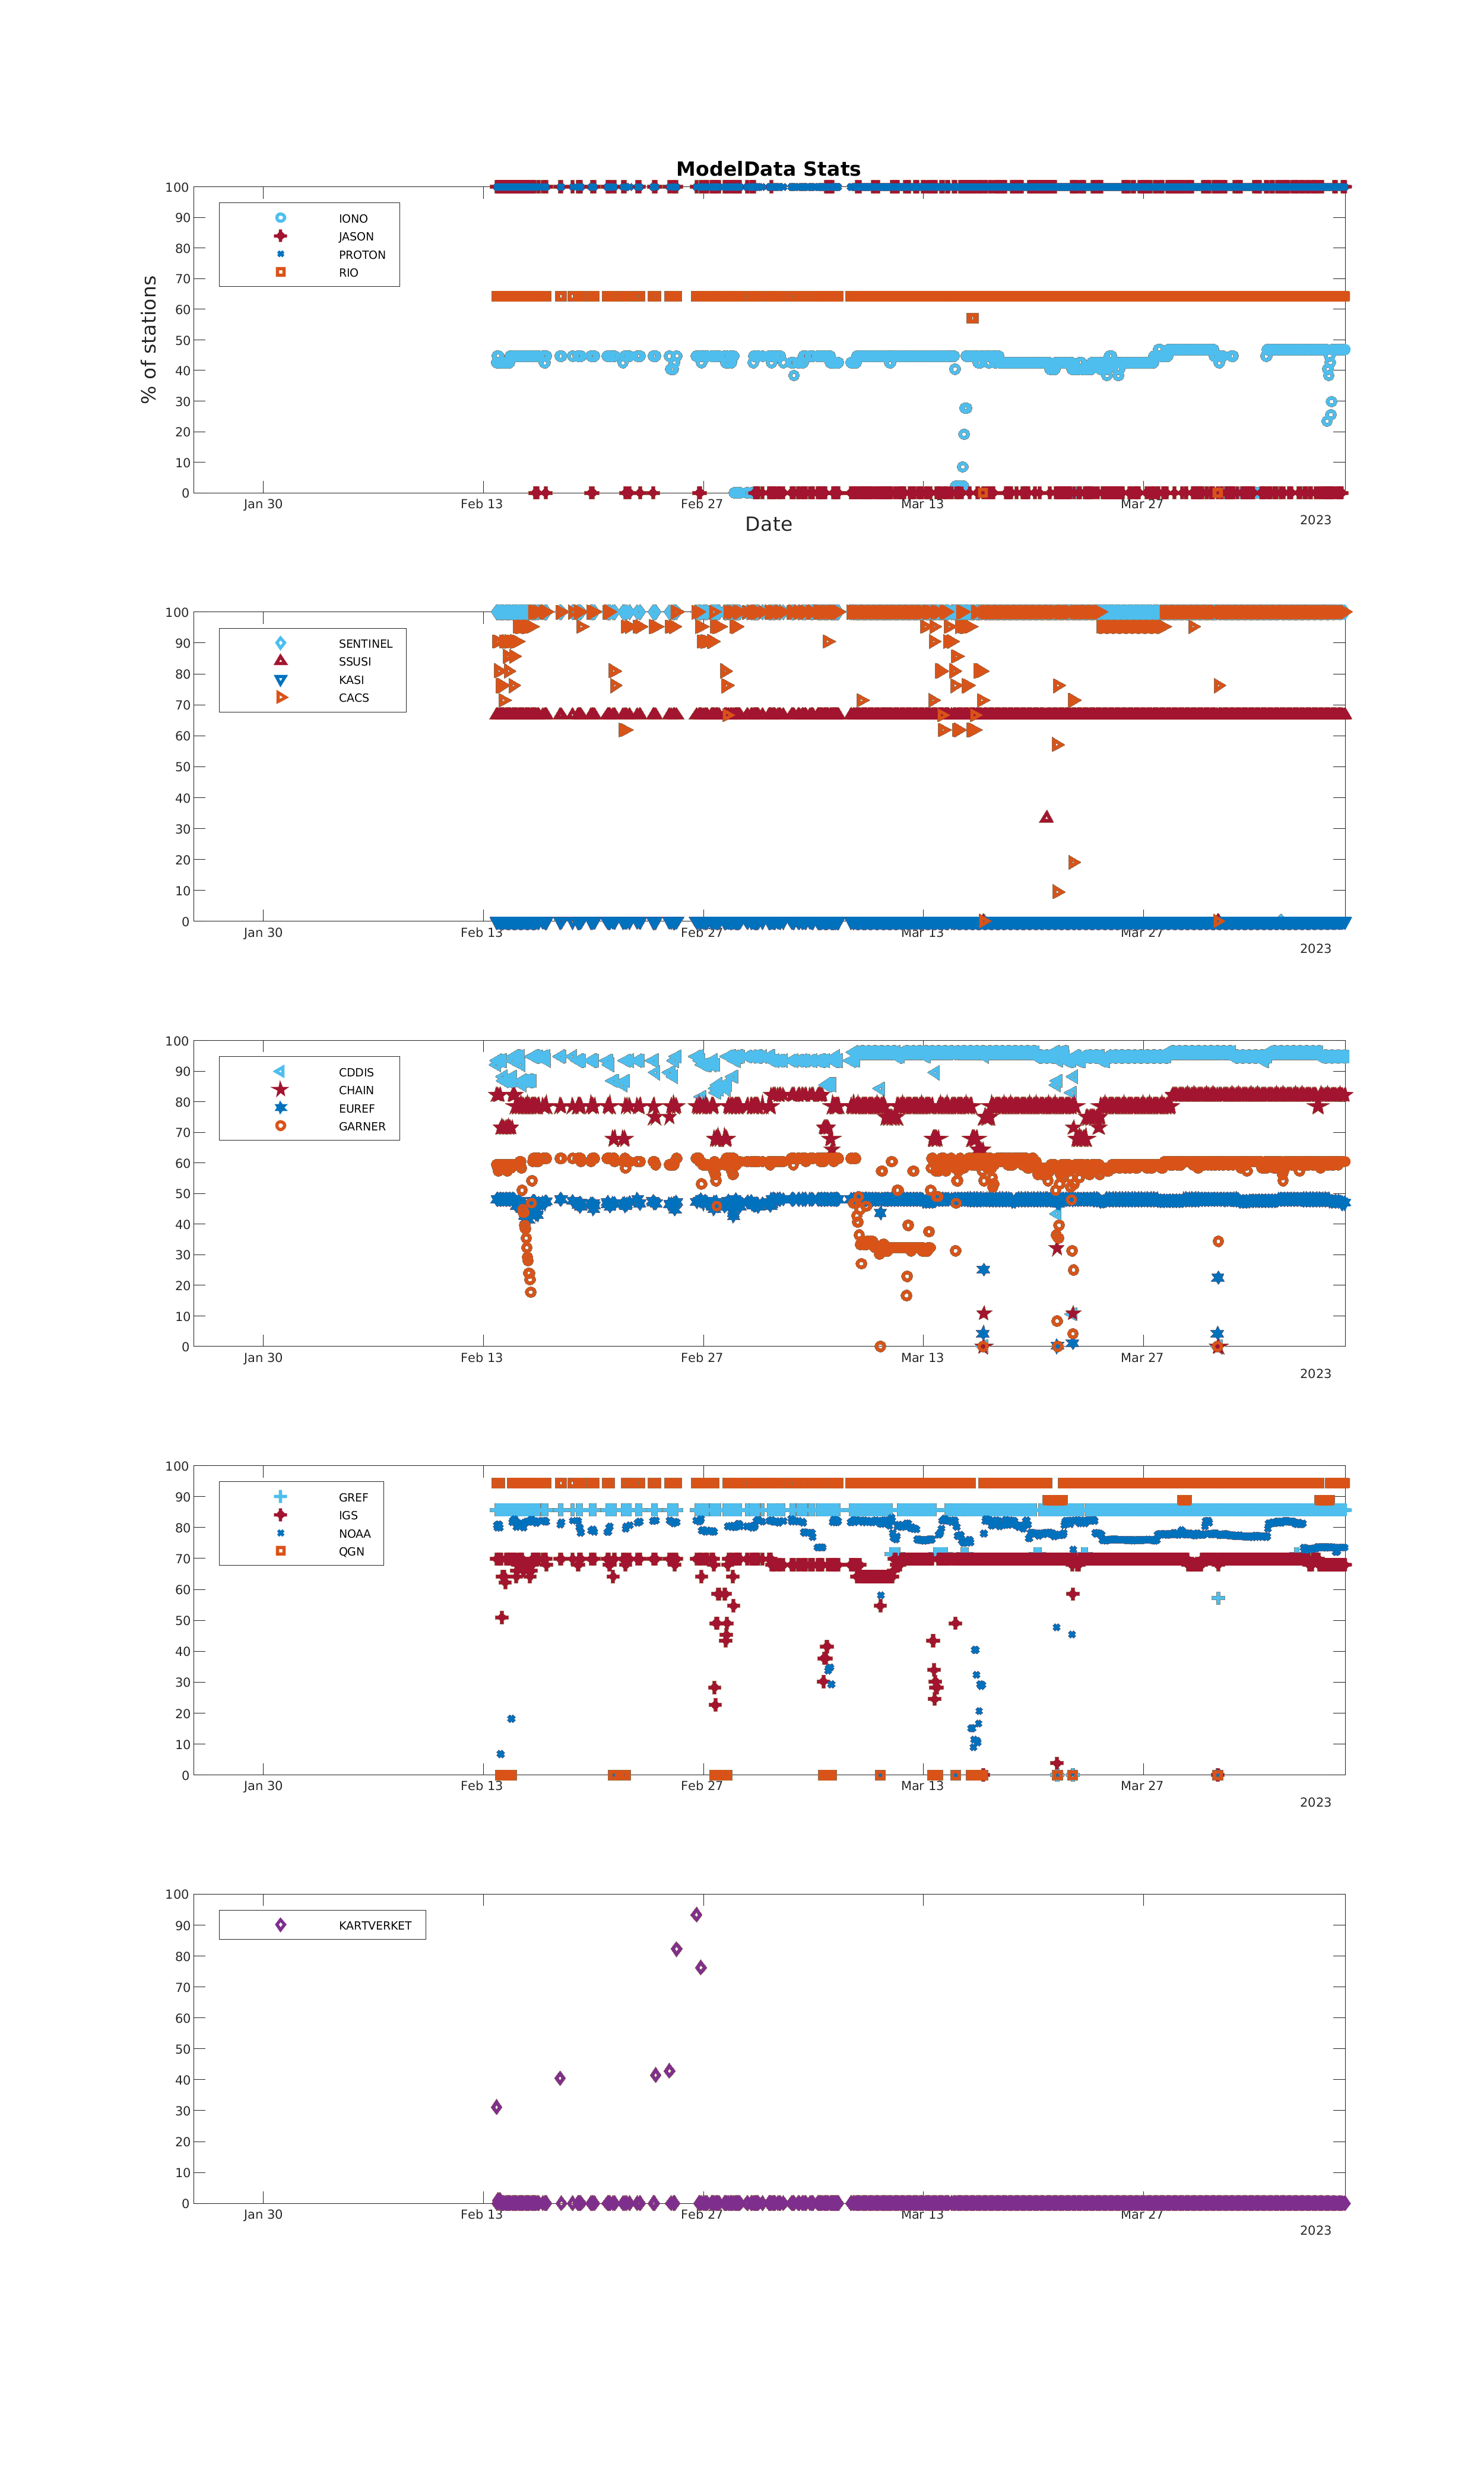 ModelData Stats
100
90
80
70
60
50
40
30
20
10
0
% of stations
IONO
JASON
PROTON
RIO
Jan 30
Feb 13
Feb 27
Mar 13
Mar 27
2023
Date
100
90
80
70
60
50
40
30
20
10
0
SENTINEL
SSUSI
KASI
CACS
Jan 30
Feb 13
Feb 27
Mar 13
Mar 27
2023
100
90
80
70
60
50
40
30
20
10
0
CDDIS
CHAIN
EUREF
GARNER
Jan 30
Feb 13
Feb 27
Mar 13
Mar 27
2023
100
90
80
70
60
50
40
30
20
10
0
GREF
IGS
NOAA
QGN
Jan 30
Feb 13
Feb 27
Mar 13
Mar 27
2023
100
90
80
70
60
50
40
30
20
10
0
KARTVERKET
Jan 30
Feb 13
Feb 27
Mar 13
Mar 27
2023